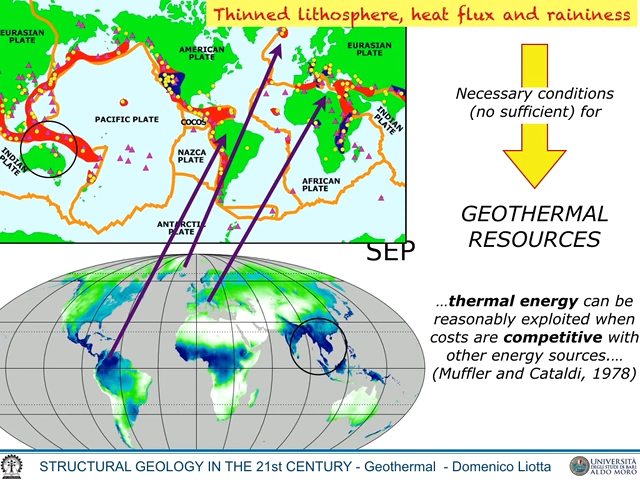 Thinned lithosphere, heat flux and raininess
EURASIAN
PLATE
AMERICAN
PLATE
EURASIAN
PLATE
PACIFIC PLATE
COCOS
INDIAN
PLATE
INDIAN
PLATE
NAZCA
PLATE
AFRICAN
PLATE
ANTARCTIC
PLATE
SEP
Necessary conditions
(no sufficient) for
GEOTHERMAL
RESOURCES
…thermal energy can be
reasonably exploited when
costs are competitive with
other energy sources.…
(Muffler and Cataldi, 1978)
STRUCTURAL GEOLOGY IN THE 21st CENTURY - Geothermal - Domenico Liotta
UNIVERSITÀ
DEGLI STUDI DI BARI
ALDO MORO